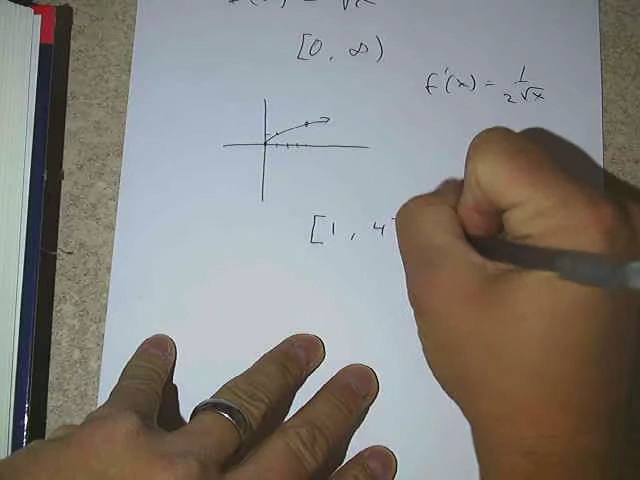 [0, ∞)
f'(x) = 1/(2√x)
[1, 4